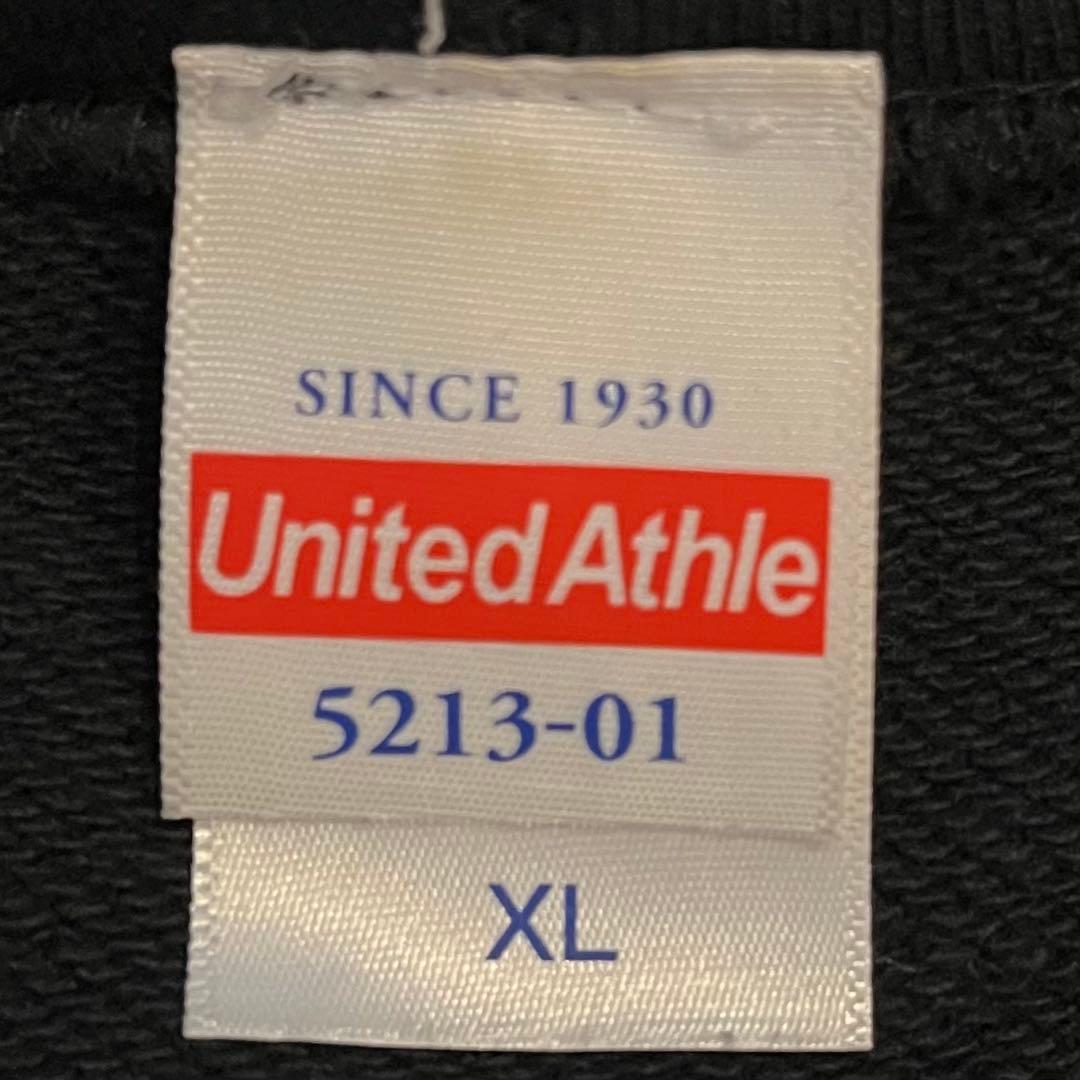 SINCE 1930
United Athle
5213-01
XL